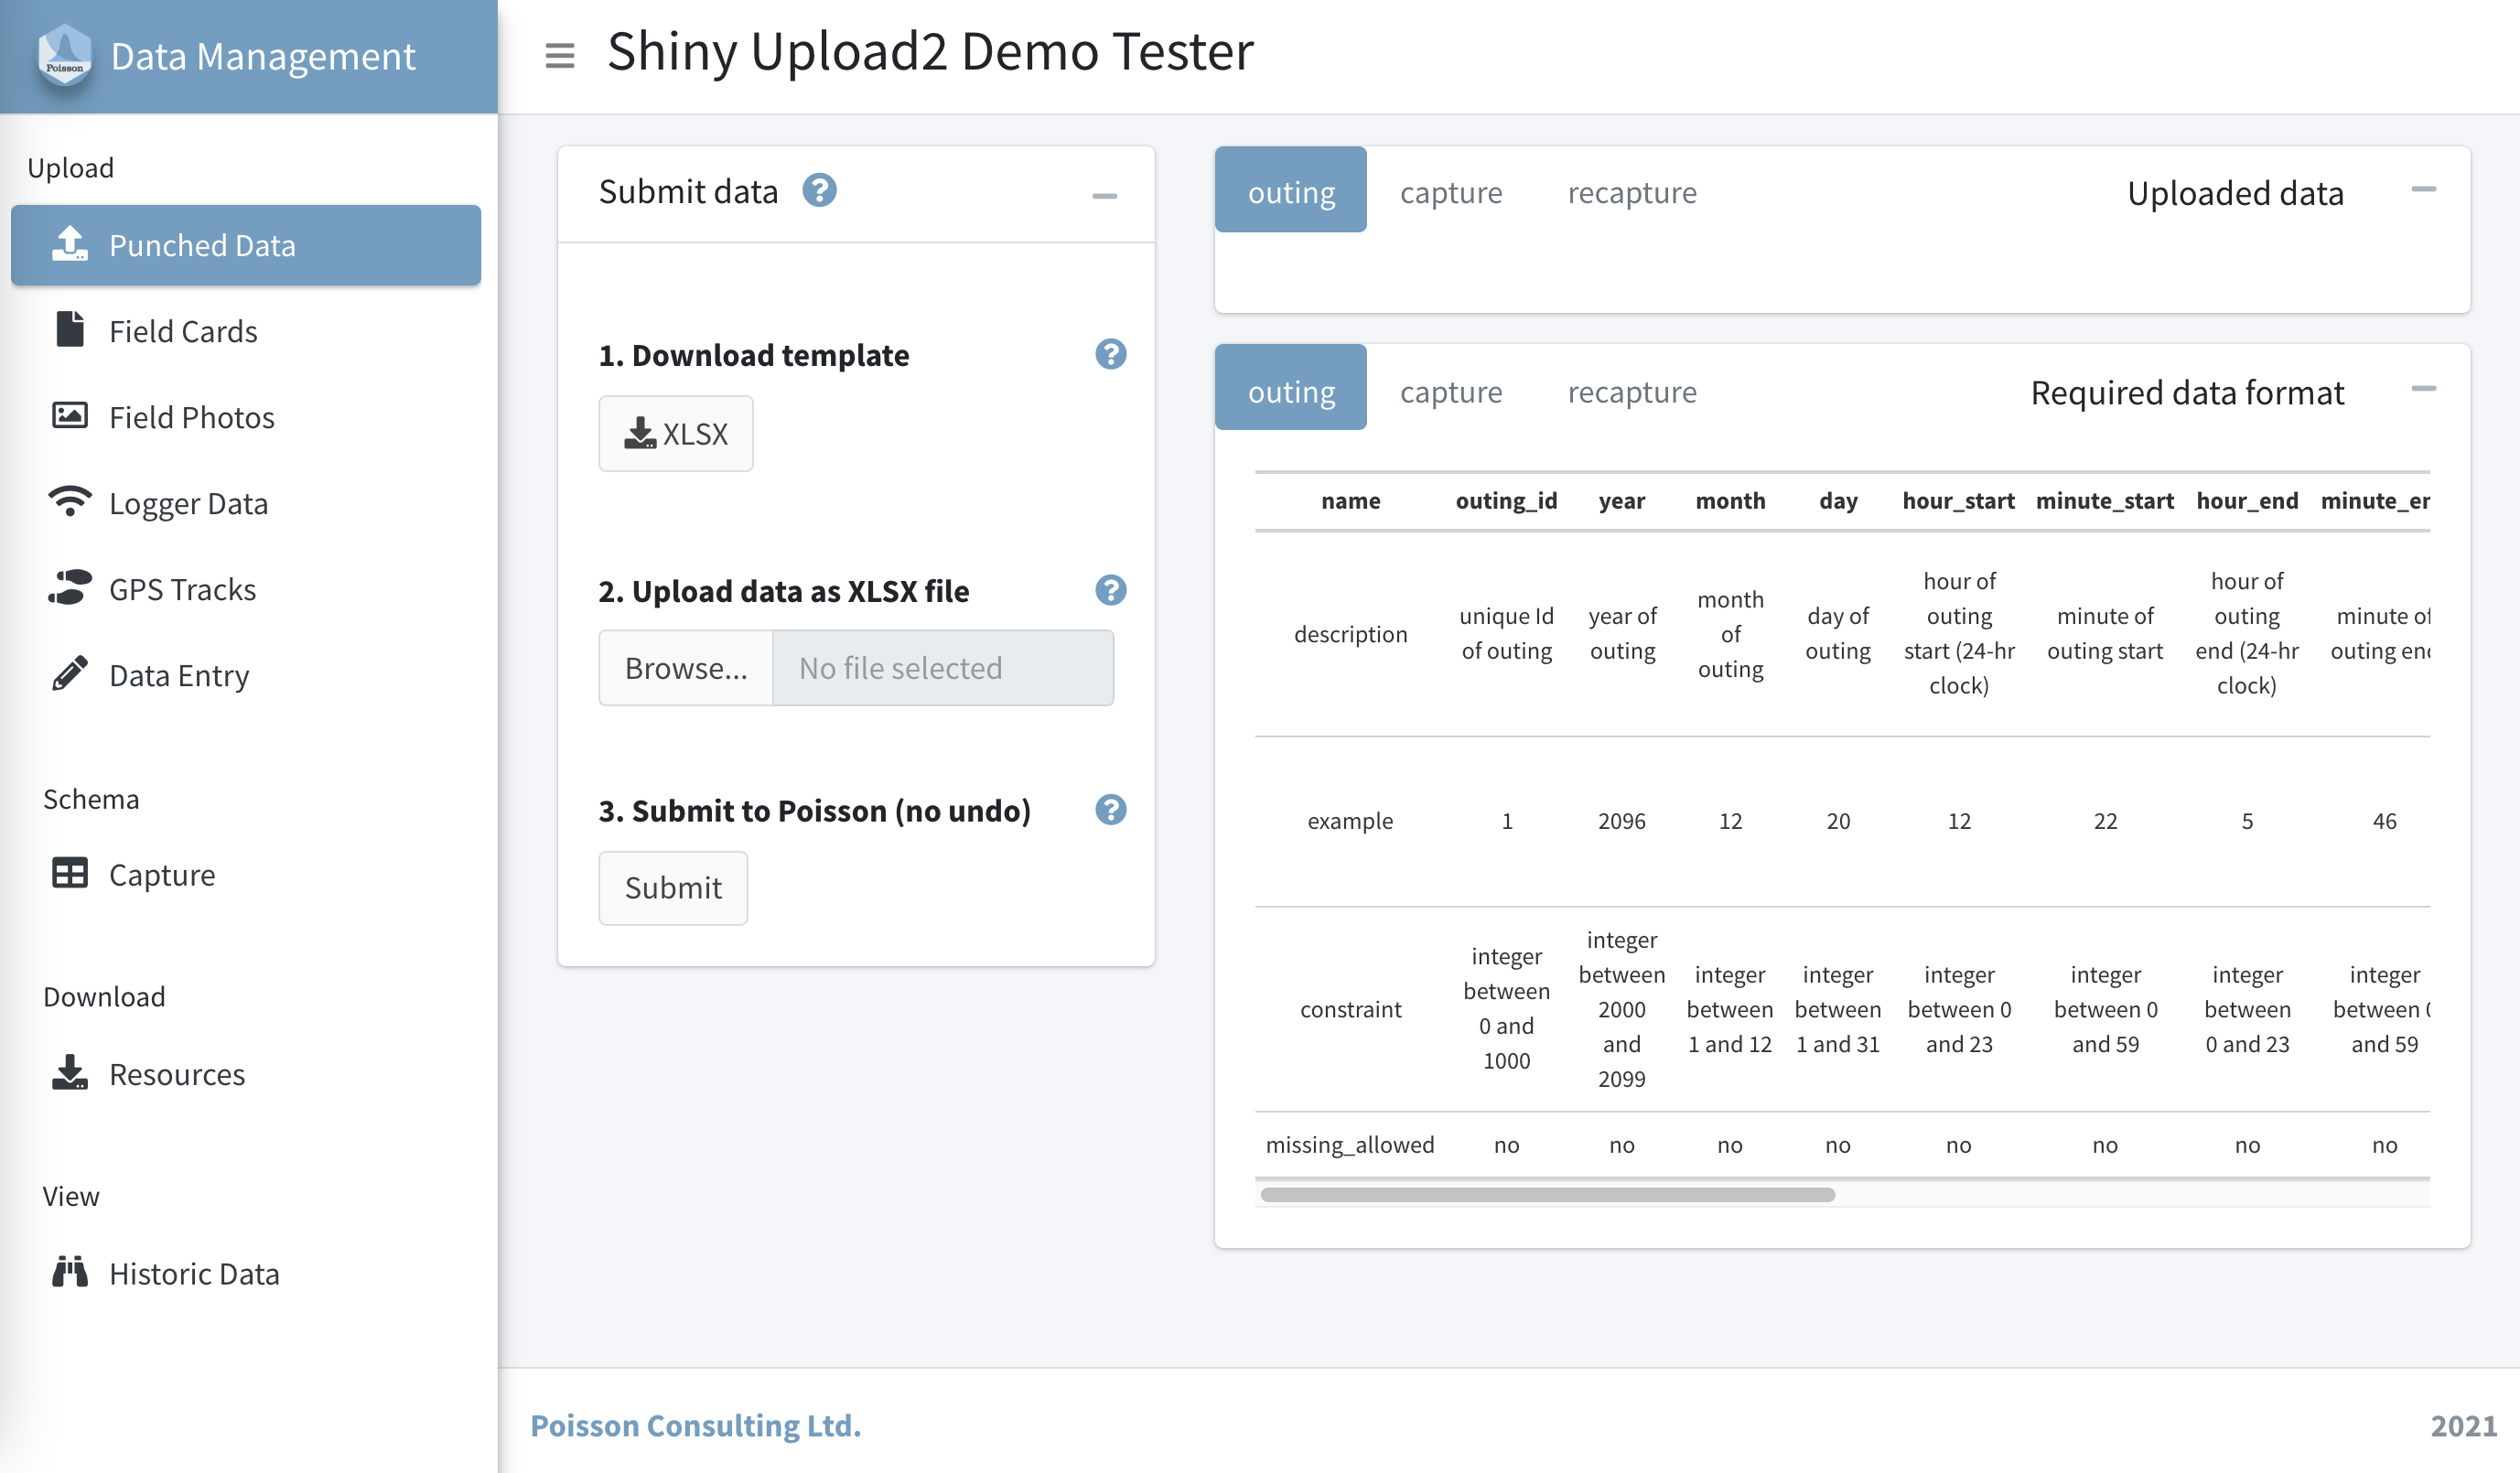 Poisson
Data Management
Shiny Upload2 Demo Tester
Upload
Punched Data
Field Cards
Field Photos
Logger Data
GPS Tracks
Data Entry
Schema
Capture
Download
Resources
View
Historic Data
Submit data ?
1. Download template ?
XLSX
2. Upload data as XLSX file ?
Browse... No file selected
3. Submit to Poisson (no undo) ?
Submit
outing capture recapture Uploaded data
outing capture recapture Required data format
name outing_id year month day hour_start minute_start hour_end minute_er
description
unique Id
of outing
year of
outing
month
of
outing
day of
outing
hour of
outing
start (24-hr
clock)
minute of
outing start
hour of
outing
end (24-hr
clock)
minute of
outing en
example 1 2096 12 20 12 22 5 46
constraint
integer
between
0 and
1000
integer
between
2000
and
2099
integer
between
1 and 12
integer
between
1 and 31
integer
between 0
and 23
integer
between 0
and 59
integer
between
0 and 23
integer
between 0
and 59
missing_allowed no no no no no no no no
Poisson Consulting Ltd. 2021